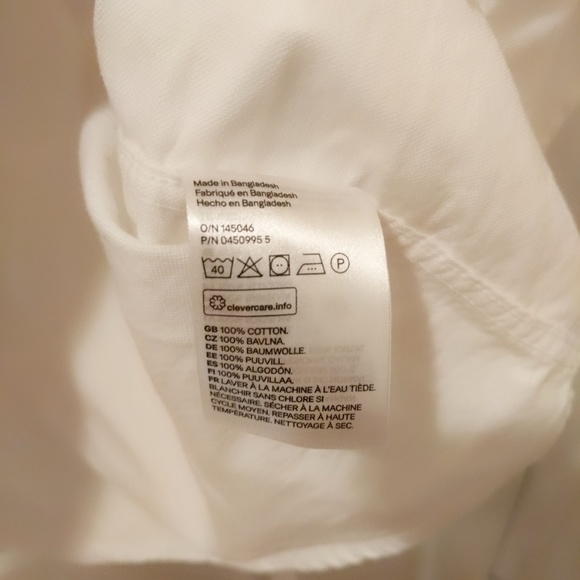 Made in Bangladesh
Fabriqué en Bangladesh
Hecho en Bangladesh
O/N 145046
P/N 0450995 5
40
P
clevercare.info
GB 100% COTTON.
CZ 100% BAVLNA.
DE 100% BAUMWOLLE.
EE 100% PUUVILL.
ES 100% ALGODÓN.
FI 100% PUUVILLAA.
FR LAVER À LA MACHINE À L'EAU TIÈDE.
BLANCHIR SANS CHLORE SI
NÉCESSAIRE. SÉCHER À LA MACHINE
CYCLE MOYEN. REPASSER À HAUTE
TEMPÉRATURE. NETTOYAGE À SEC.